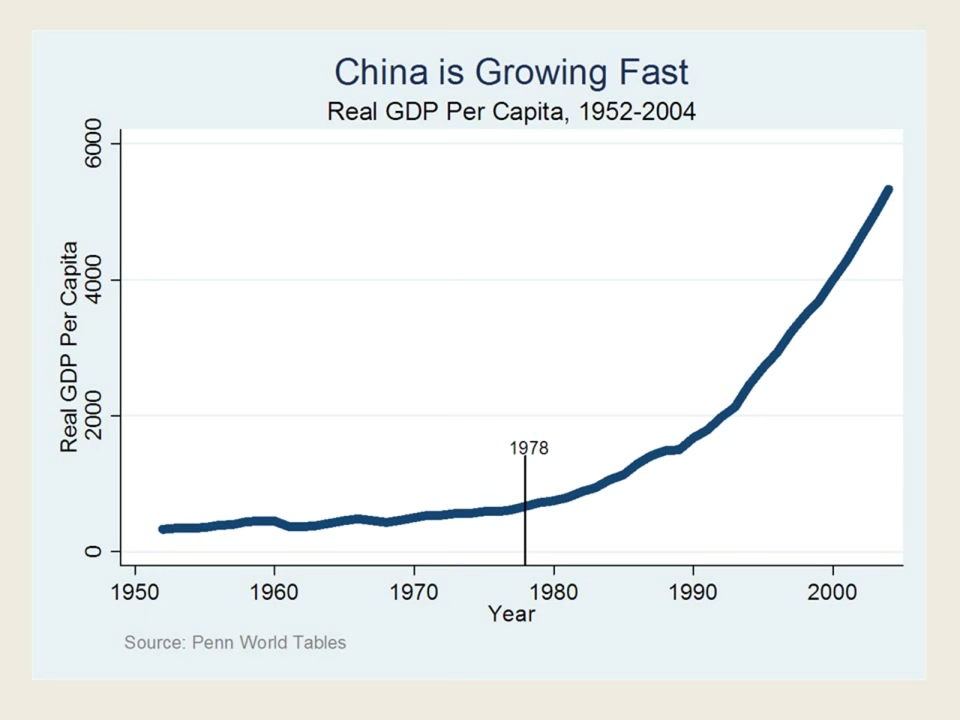 China is Growing Fast
Real GDP Per Capita, 1952-2004
Real GDP Per Capita
6000
4000
2000
0
1978
1950 1960 1970 1980 1990 2000
Year
Source: Penn World Tables